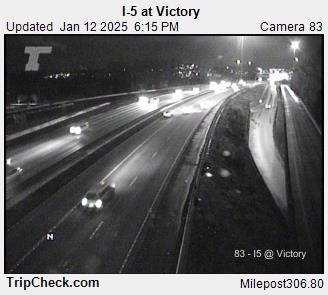 I-5 at Victory
Updated  Jan 12 2025  6:15 PM
Camera 83
T
N
83 - I5 @ Victory
TripCheck.com
Milepost306.80